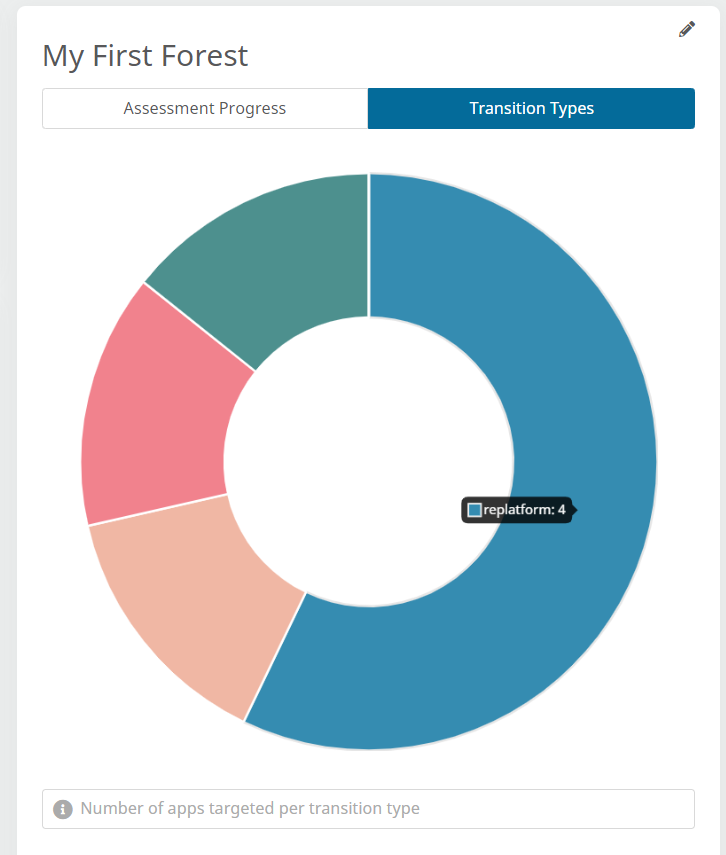 My First Forest
Assessment Progress
Transition Types
replatform: 4
Number of apps targeted per transition type